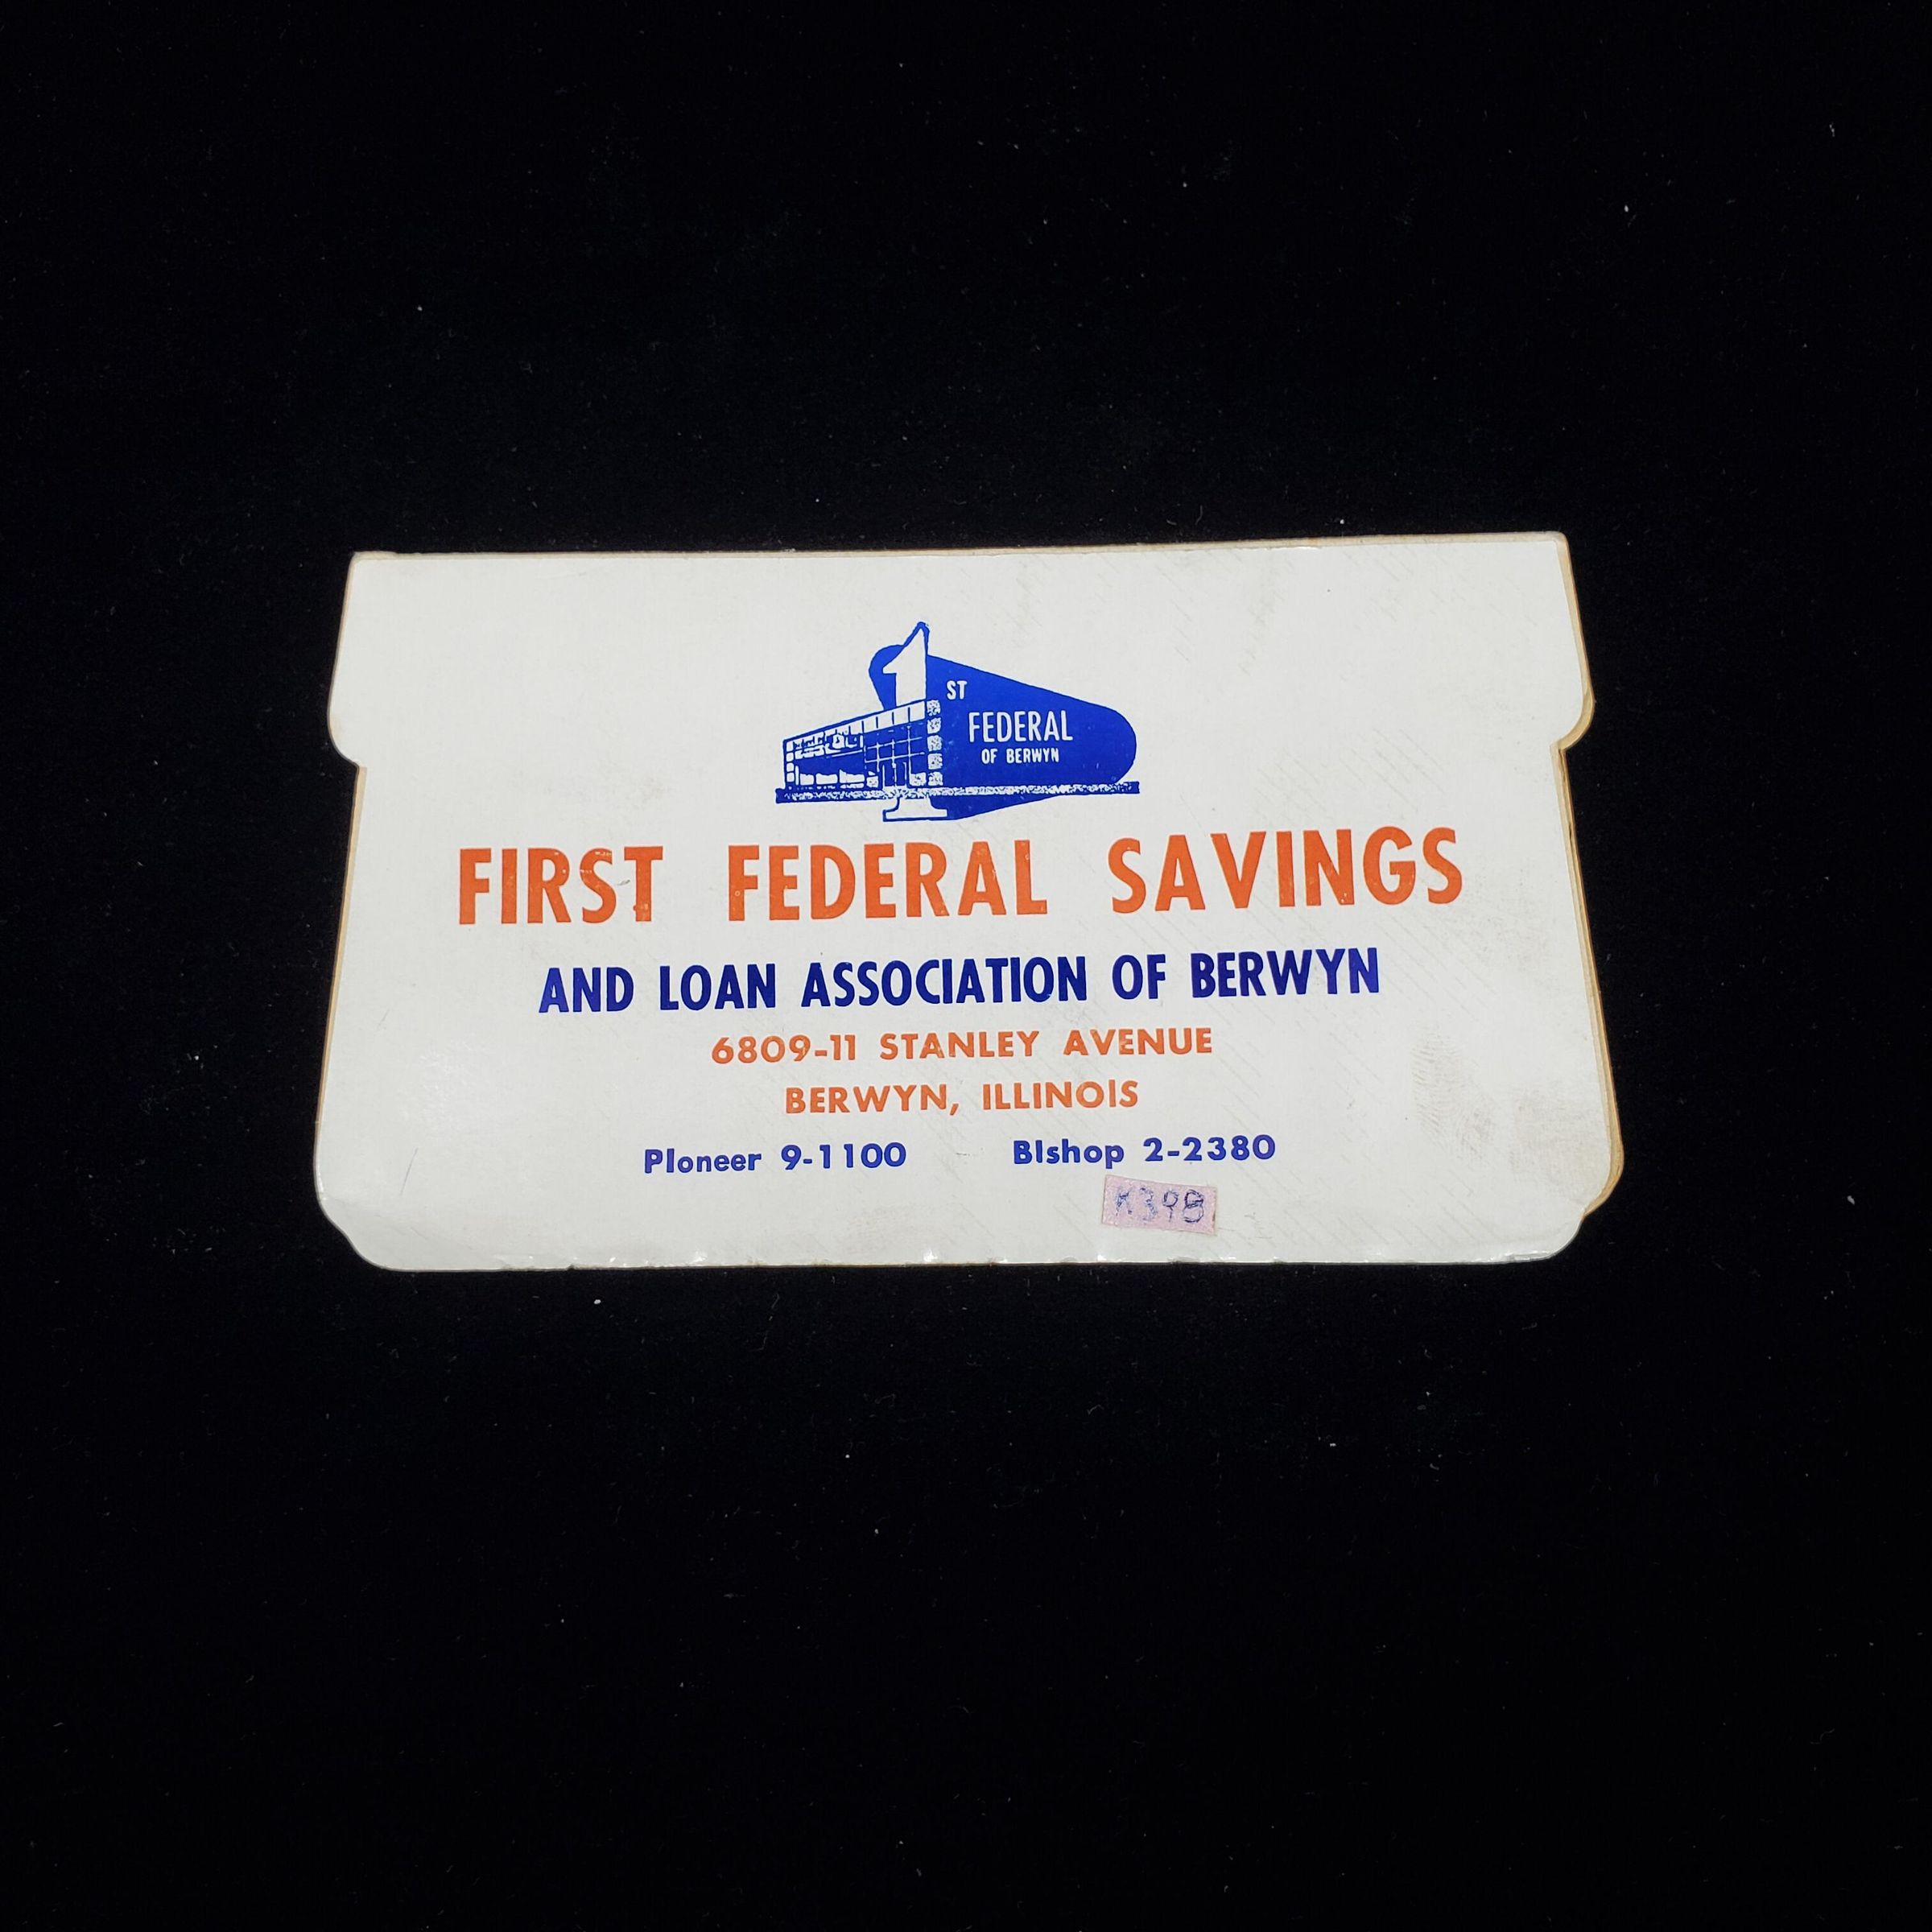 1 ST
FEDERAL
OF BERWYN
FIRST FEDERAL SAVINGS
AND LOAN ASSOCIATION OF BERWYN
6809-11 STANLEY AVENUE
BERWYN, ILLINOIS
PIoneer 9-1100 BIshop 2-2380
K398